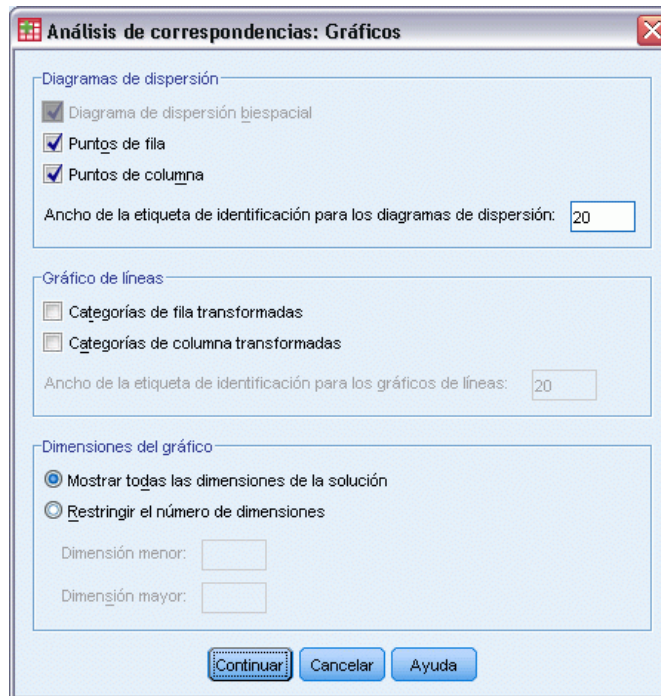 Análisis de correspondencias: Gráficos
Diagramas de dispersión
Diagrama de dispersión biespacial
Puntos de fila
Puntos de columna
Ancho de la etiqueta de identificación para los diagramas de dispersión: 20
Gráfico de líneas
Categorías de fila transformadas
Categorías de columna transformadas
Ancho de la etiqueta de identificación para los gráficos de líneas: 20
Dimensiones del gráfico
Mostrar todas las dimensiones de la solución
Restringir el número de dimensiones
Dimensión menor:
Dimensión mayor:
Continuar Cancelar Ayuda